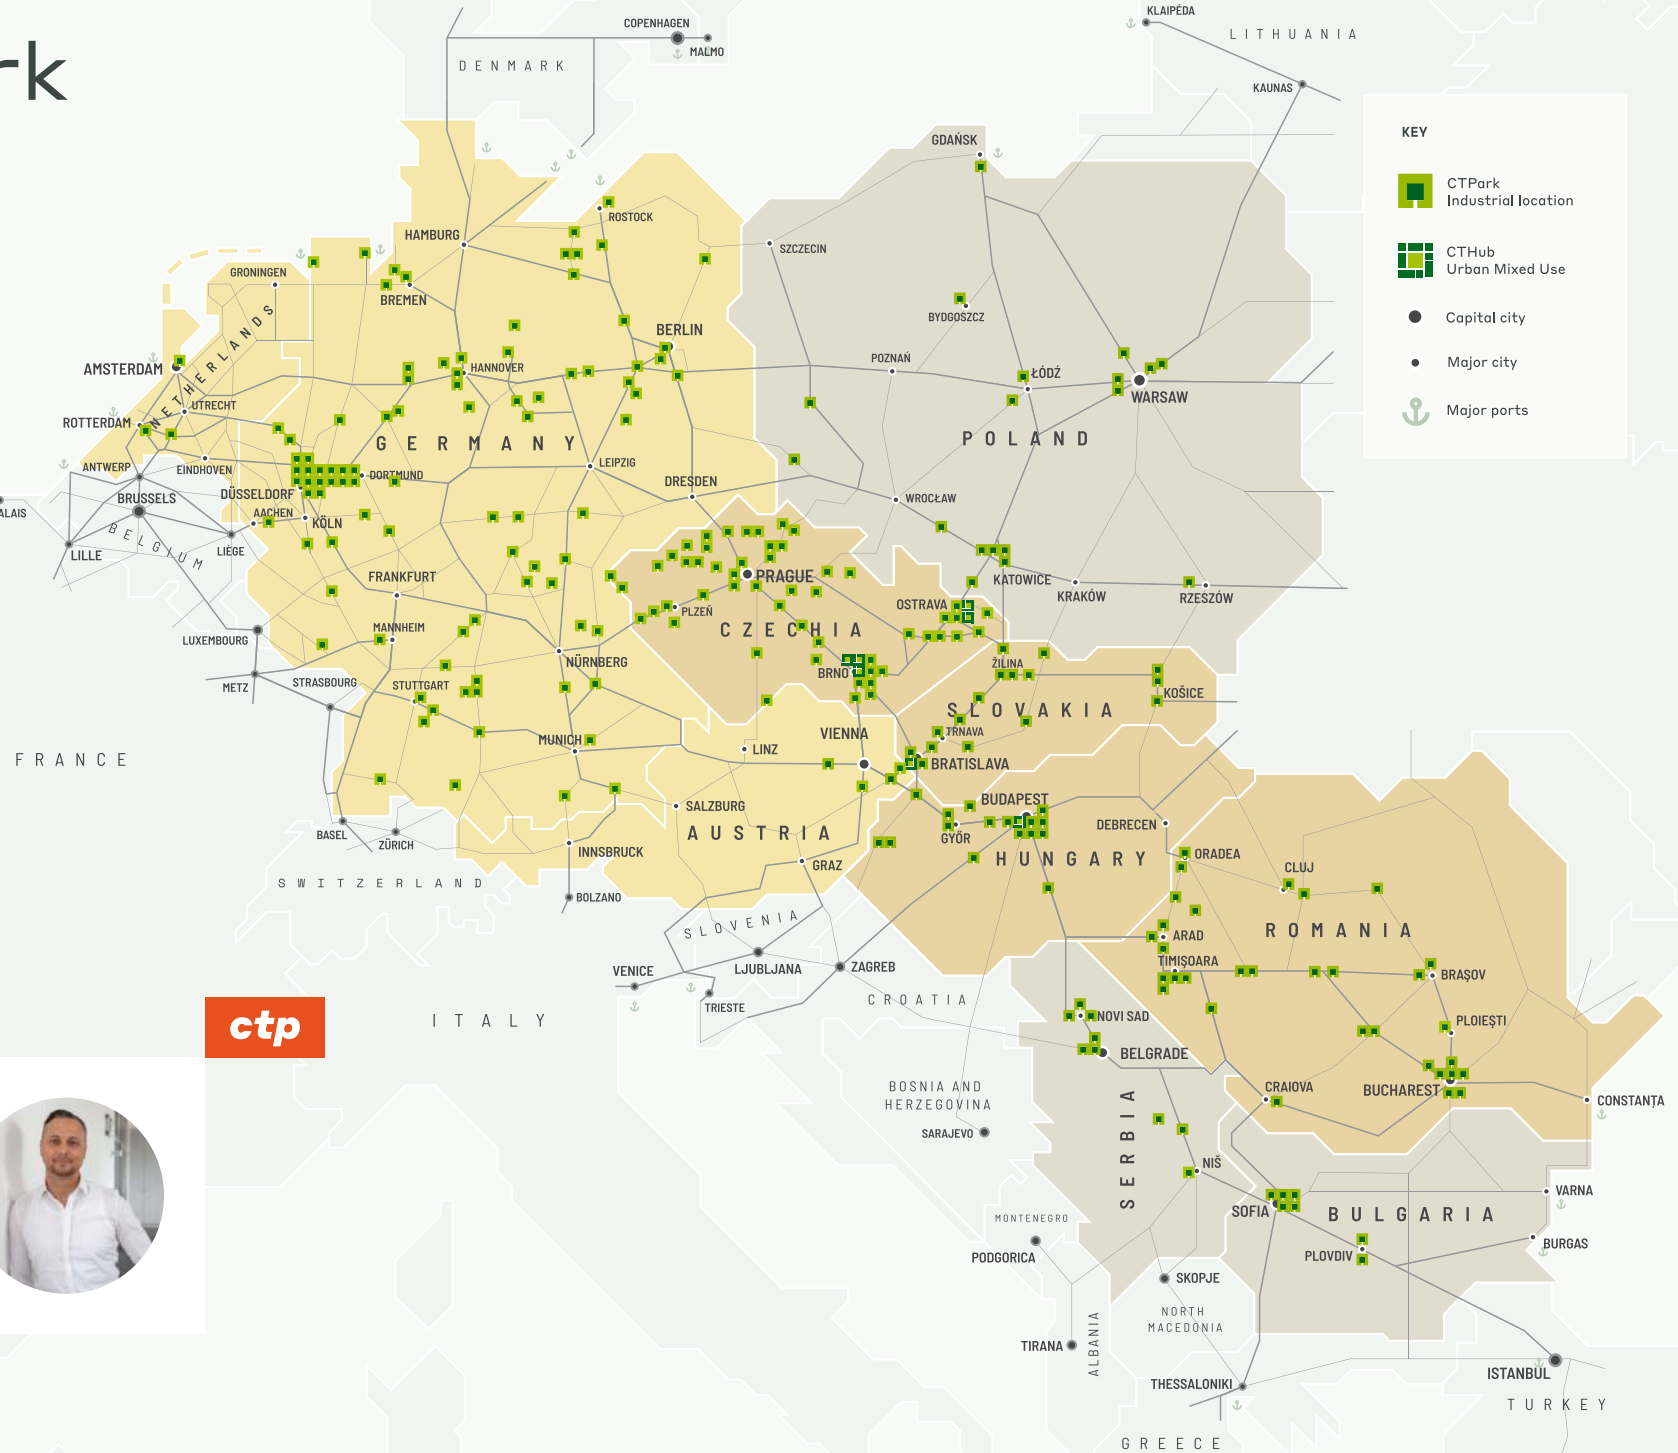 rk
COPENHAGEN
MALMO
DENMARK
KLAIPÉDA
LITHUANIA
KAUNAS
KEY
CTPark
Industrial location
CTHub
Urban Mixed Use
Capital city
Major city
Major ports
GDAŃSK
ROSTOCK
HAMBURG
SZCZECIN
GRONINGEN
BREMEN
BYDGOSZCZ
BERLIN
NETHERLANDS
AMSTERDAM
HANNOVER
POZNAŃ
ŁÓDŹ
WARSAW
UTRECHT
ROTTERDAM
GERMANY
POLAND
ANTWERP
EINDHOVEN
DORTMUND
LEIPZIG
DRESDEN
BRUSSELS
DÜSSELDORF
WROCŁAW
ALAIS
AACHEN
KÖLN
BELGIUM
LILLE
LIÈGE
FRANKFURT
PRAGUE
KATOWICE
KRAKÓW
RZESZÓW
PLZEŇ
OSTRAVA
CZECHIA
LUXEMBOURG
MANNHEIM
NÜRNBERG
ŽILINA
BRNO
METZ
STRASBOURG
STUTTGART
KOŠICE
SLOVAKIA
TRNAVA
VIENNA
MUNICH
LINZ
FRANCE
BRATISLAVA
BUDAPEST
SALZBURG
DEBRECEN
BASEL
ZÜRICH
AUSTRIA
GYÖR
INNSBRUCK
GRAZ
HUNGARY
ORADEA
CLUJ
SWITZERLAND
BOLZANO
SLOVENIA
ROMANIA
ARAD
TIMIȘOARA
VENICE
LJUBLJANA
ZAGREB
BRAȘOV
TRIESTE
CROATIA
ctp
ITALY
NOVI SAD
PLOIEȘTI
BELGRADE
BOSNIA AND
HERZEGOVINA
CRAIOVA
BUCHAREST
CONSTANȚA
SARAJEVO
SERBIA
NIŠ
VARNA
SOFIA
BULGARIA
MONTENEGRO
PODGORICA
PLOVDIV
BURGAS
SKOPJE
NORTH
MACEDONIA
TIRANA
ALBANIA
ISTANBUL
THESSALONIKI
TURKEY
GREECE